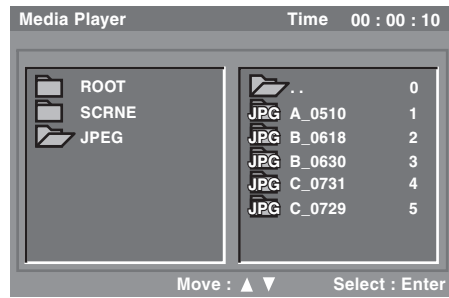 Media Player Time 00 : 00 : 10
ROOT
SCRNE
JPEG
. . 0
JPG A_0510 1
JPG B_0618 2
JPG B_0630 3
JPG C_0731 4
JPG C_0729 5
Move : ▲ ▼ Select : Enter